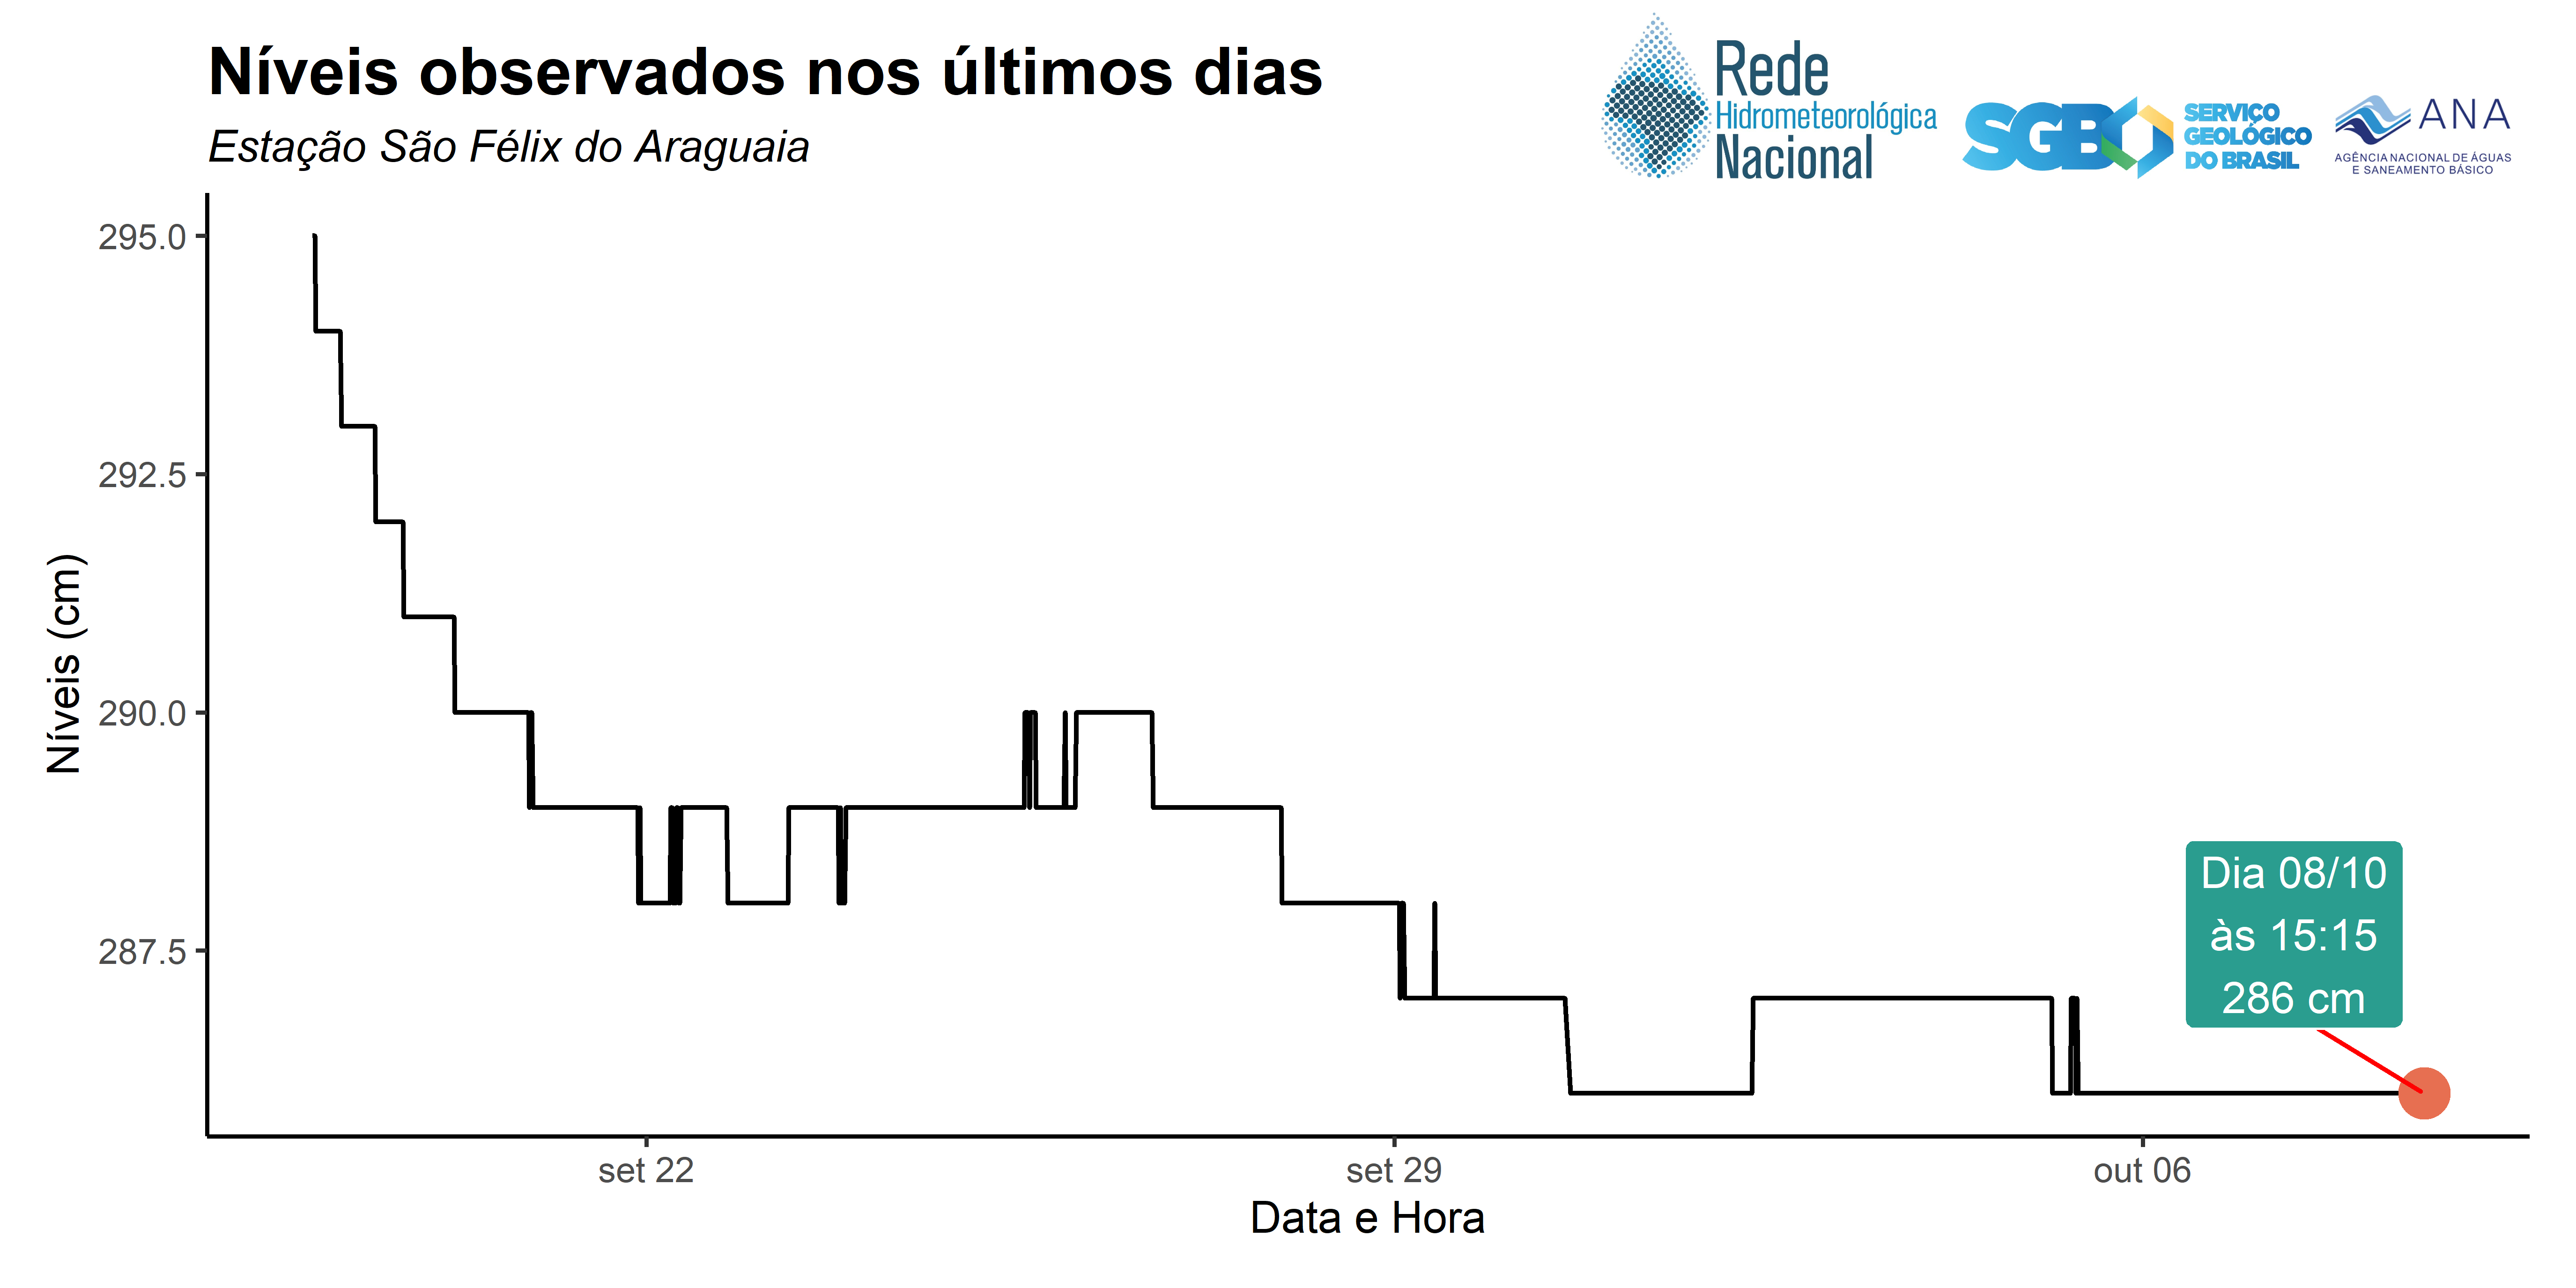 Níveis observados nos últimos dias
Estação São Félix do Araguaia
Rede
Hidrometeorológica
Nacional
SGB
SERVIÇO
GEOLÓGICO
DO BRASIL
ANA
AGÊNCIA NACIONAL DE ÁGUAS
E SANEAMENTO BÁSICO
295.0
292.5
290.0
287.5
Níveis (cm)
Dia 08/10
às 15:15
286 cm
set 22
set 29
out 06
Data e Hora